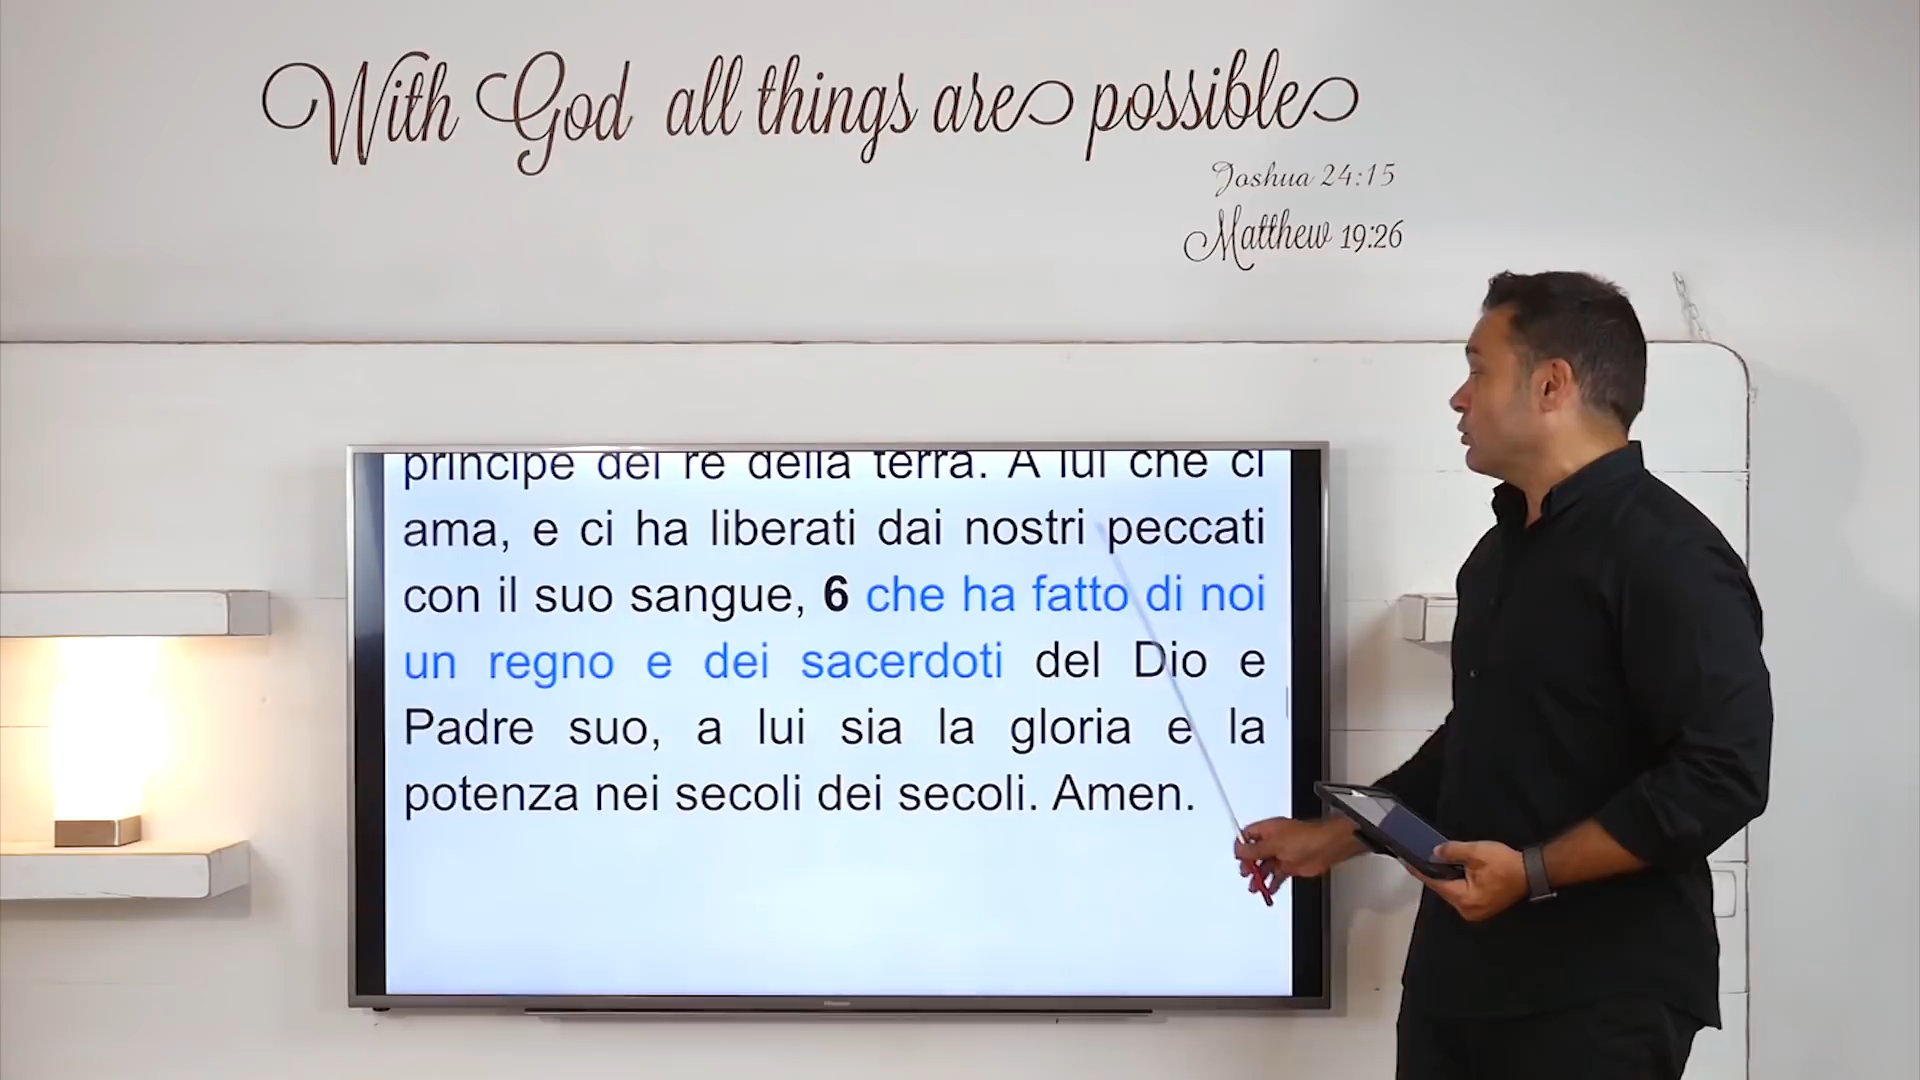 With God all things are possible
Joshua 24:15
Matthew 19:26
principe dei re della terra. A lui che ci
ama, e ci ha liberati dai nostri peccati
con il suo sangue, 6 che ha fatto di noi
un regno e dei sacerdoti del Dio e
Padre suo, a lui sia la gloria e la
potenza nei secoli dei secoli. Amen.
Hisense